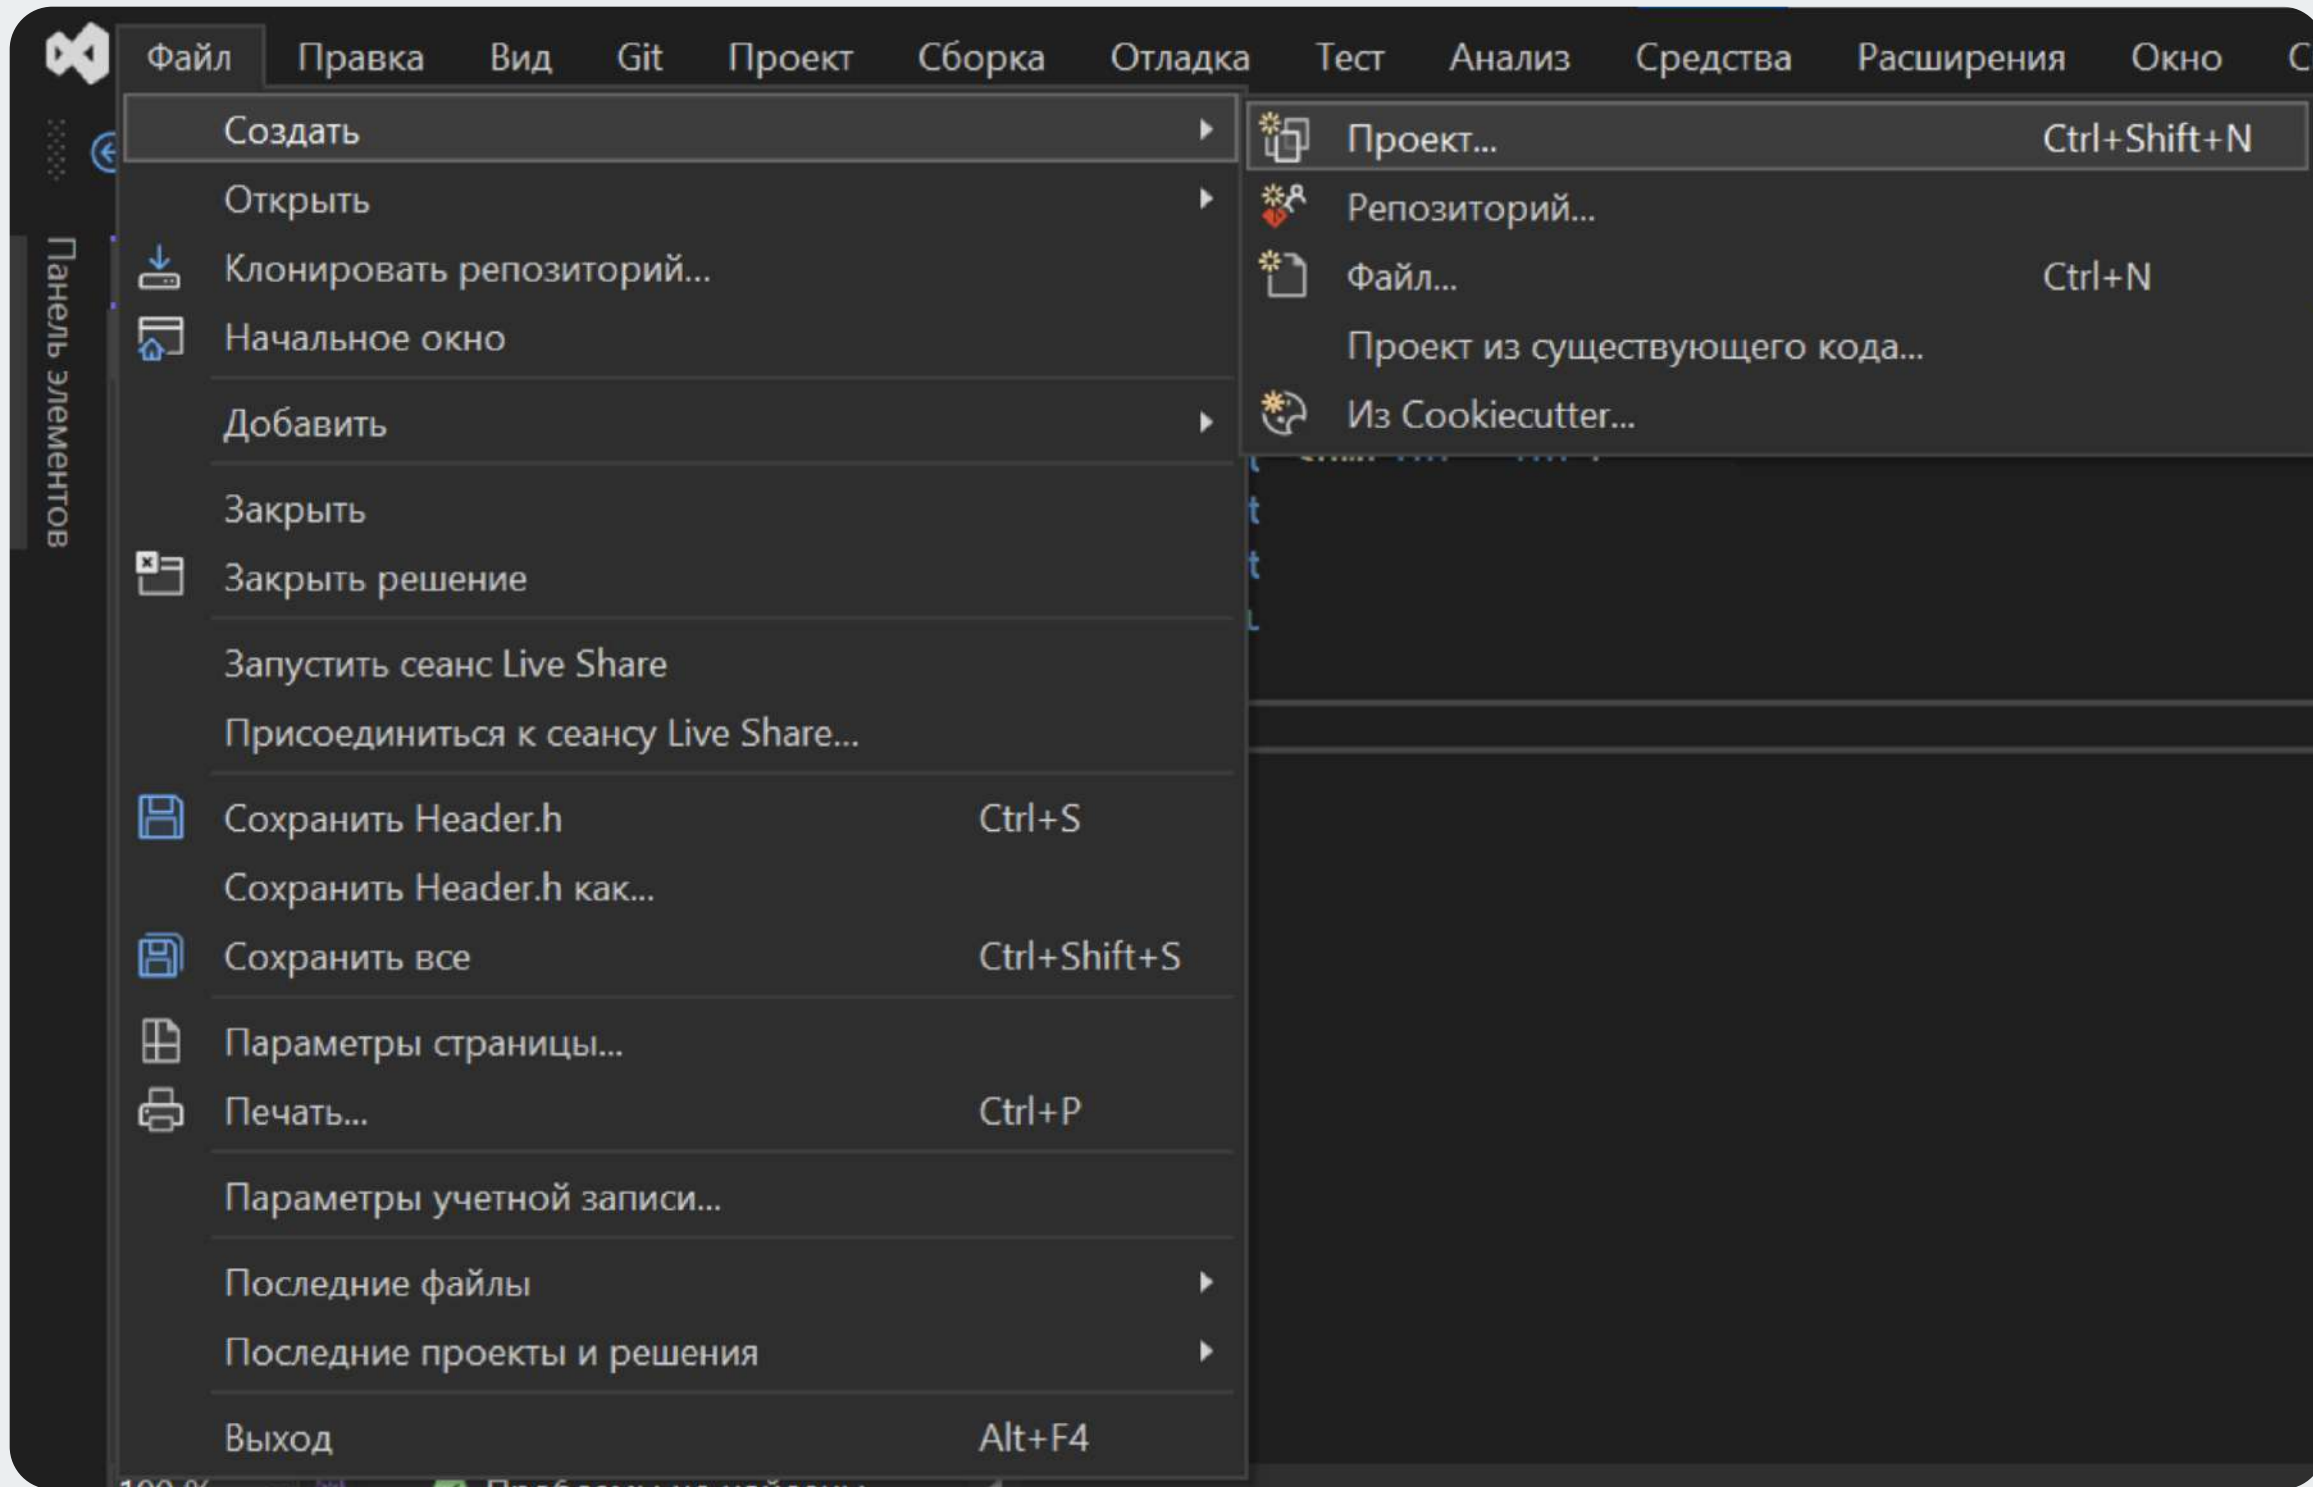 Файл Правка Вид Git Проект Сборка Отладка Тест Анализ Средства Расширения Окно С
Создать
Открыть
Клонировать репозиторий...
Начальное окно
Добавить
Закрыть
Закрыть решение
Запустить сеанс Live Share
Присоединиться к сеансу Live Share...
Сохранить Header.h Ctrl+S
Сохранить Header.h как...
Сохранить все Ctrl+Shift+S
Параметры страницы...
Печать... Ctrl+P
Параметры учетной записи...
Последние файлы
Последние проекты и решения
Выход Alt+F4
Проект... Ctrl+Shift+N
Репозиторий...
Файл... Ctrl+N
Проект из существующего кода...
Из Cookiecutter...
Панель элементов
t
t